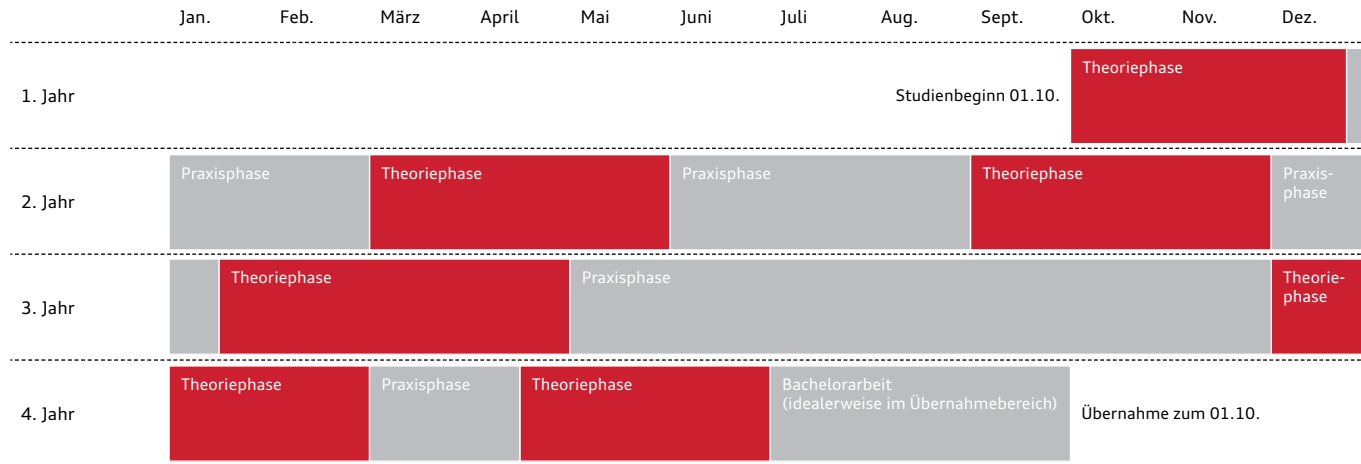 Jan. Feb. März April Mai Juni Juli Aug. Sept. Okt. Nov. Dez.
1. Jahr
Studienbeginn 01.10.
Theoriephase
2. Jahr
Praxisphase
Theoriephase
Praxisphase
Theoriephase
Praxis-
phase
3. Jahr
Theoriephase
Praxisphase
Theorie-
phase
4. Jahr
Theoriephase
Praxisphase
Theoriephase
Bachelorarbeit
(idealerweise im Übernahmebereich)
Übernahme zum 01.10.